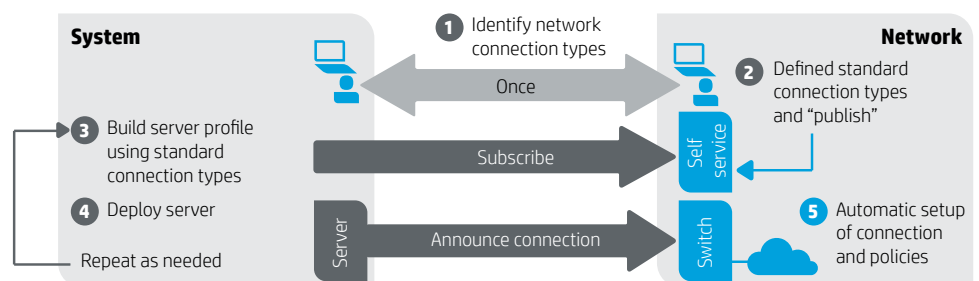 System
1 Identify network
connection types
Network
Once
2 Defined standard
connection types
and “publish”
3 Build server profile
using standard
connection types
Subscribe
Self
service
4 Deploy server
Server
Announce connection
Switch
5 Automatic setup
of connection
and policies
Repeat as needed